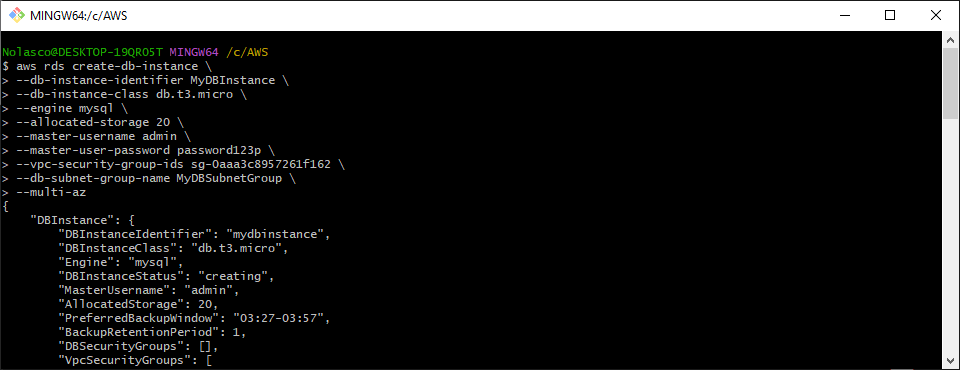 MINGW64:/c/AWS
Nolasco@DESKTOP-19QRO5T MINGW64 /c/AWS
$ aws rds create-db-instance \
> --db-instance-identifier MyDBInstance \
> --db-instance-class db.t3.micro \
> --engine mysql \
> --allocated-storage 20 \
> --master-username admin \
> --master-user-password password123p \
> --vpc-security-group-ids sg-0aaa3c8957261f162 \
> --db-subnet-group-name MyDBSubnetGroup \
> --multi-az
{
    "DBInstance": {
        "DBInstanceIdentifier": "mydbinstance",
        "DBInstanceClass": "db.t3.micro",
        "Engine": "mysql",
        "DBInstanceStatus": "creating",
        "MasterUsername": "admin",
        "AllocatedStorage": 20,
        "PreferredBackupWindow": "03:27-03:57",
        "BackupRetentionPeriod": 1,
        "DBSecurityGroups": [],
        "VpcSecurityGroups": [